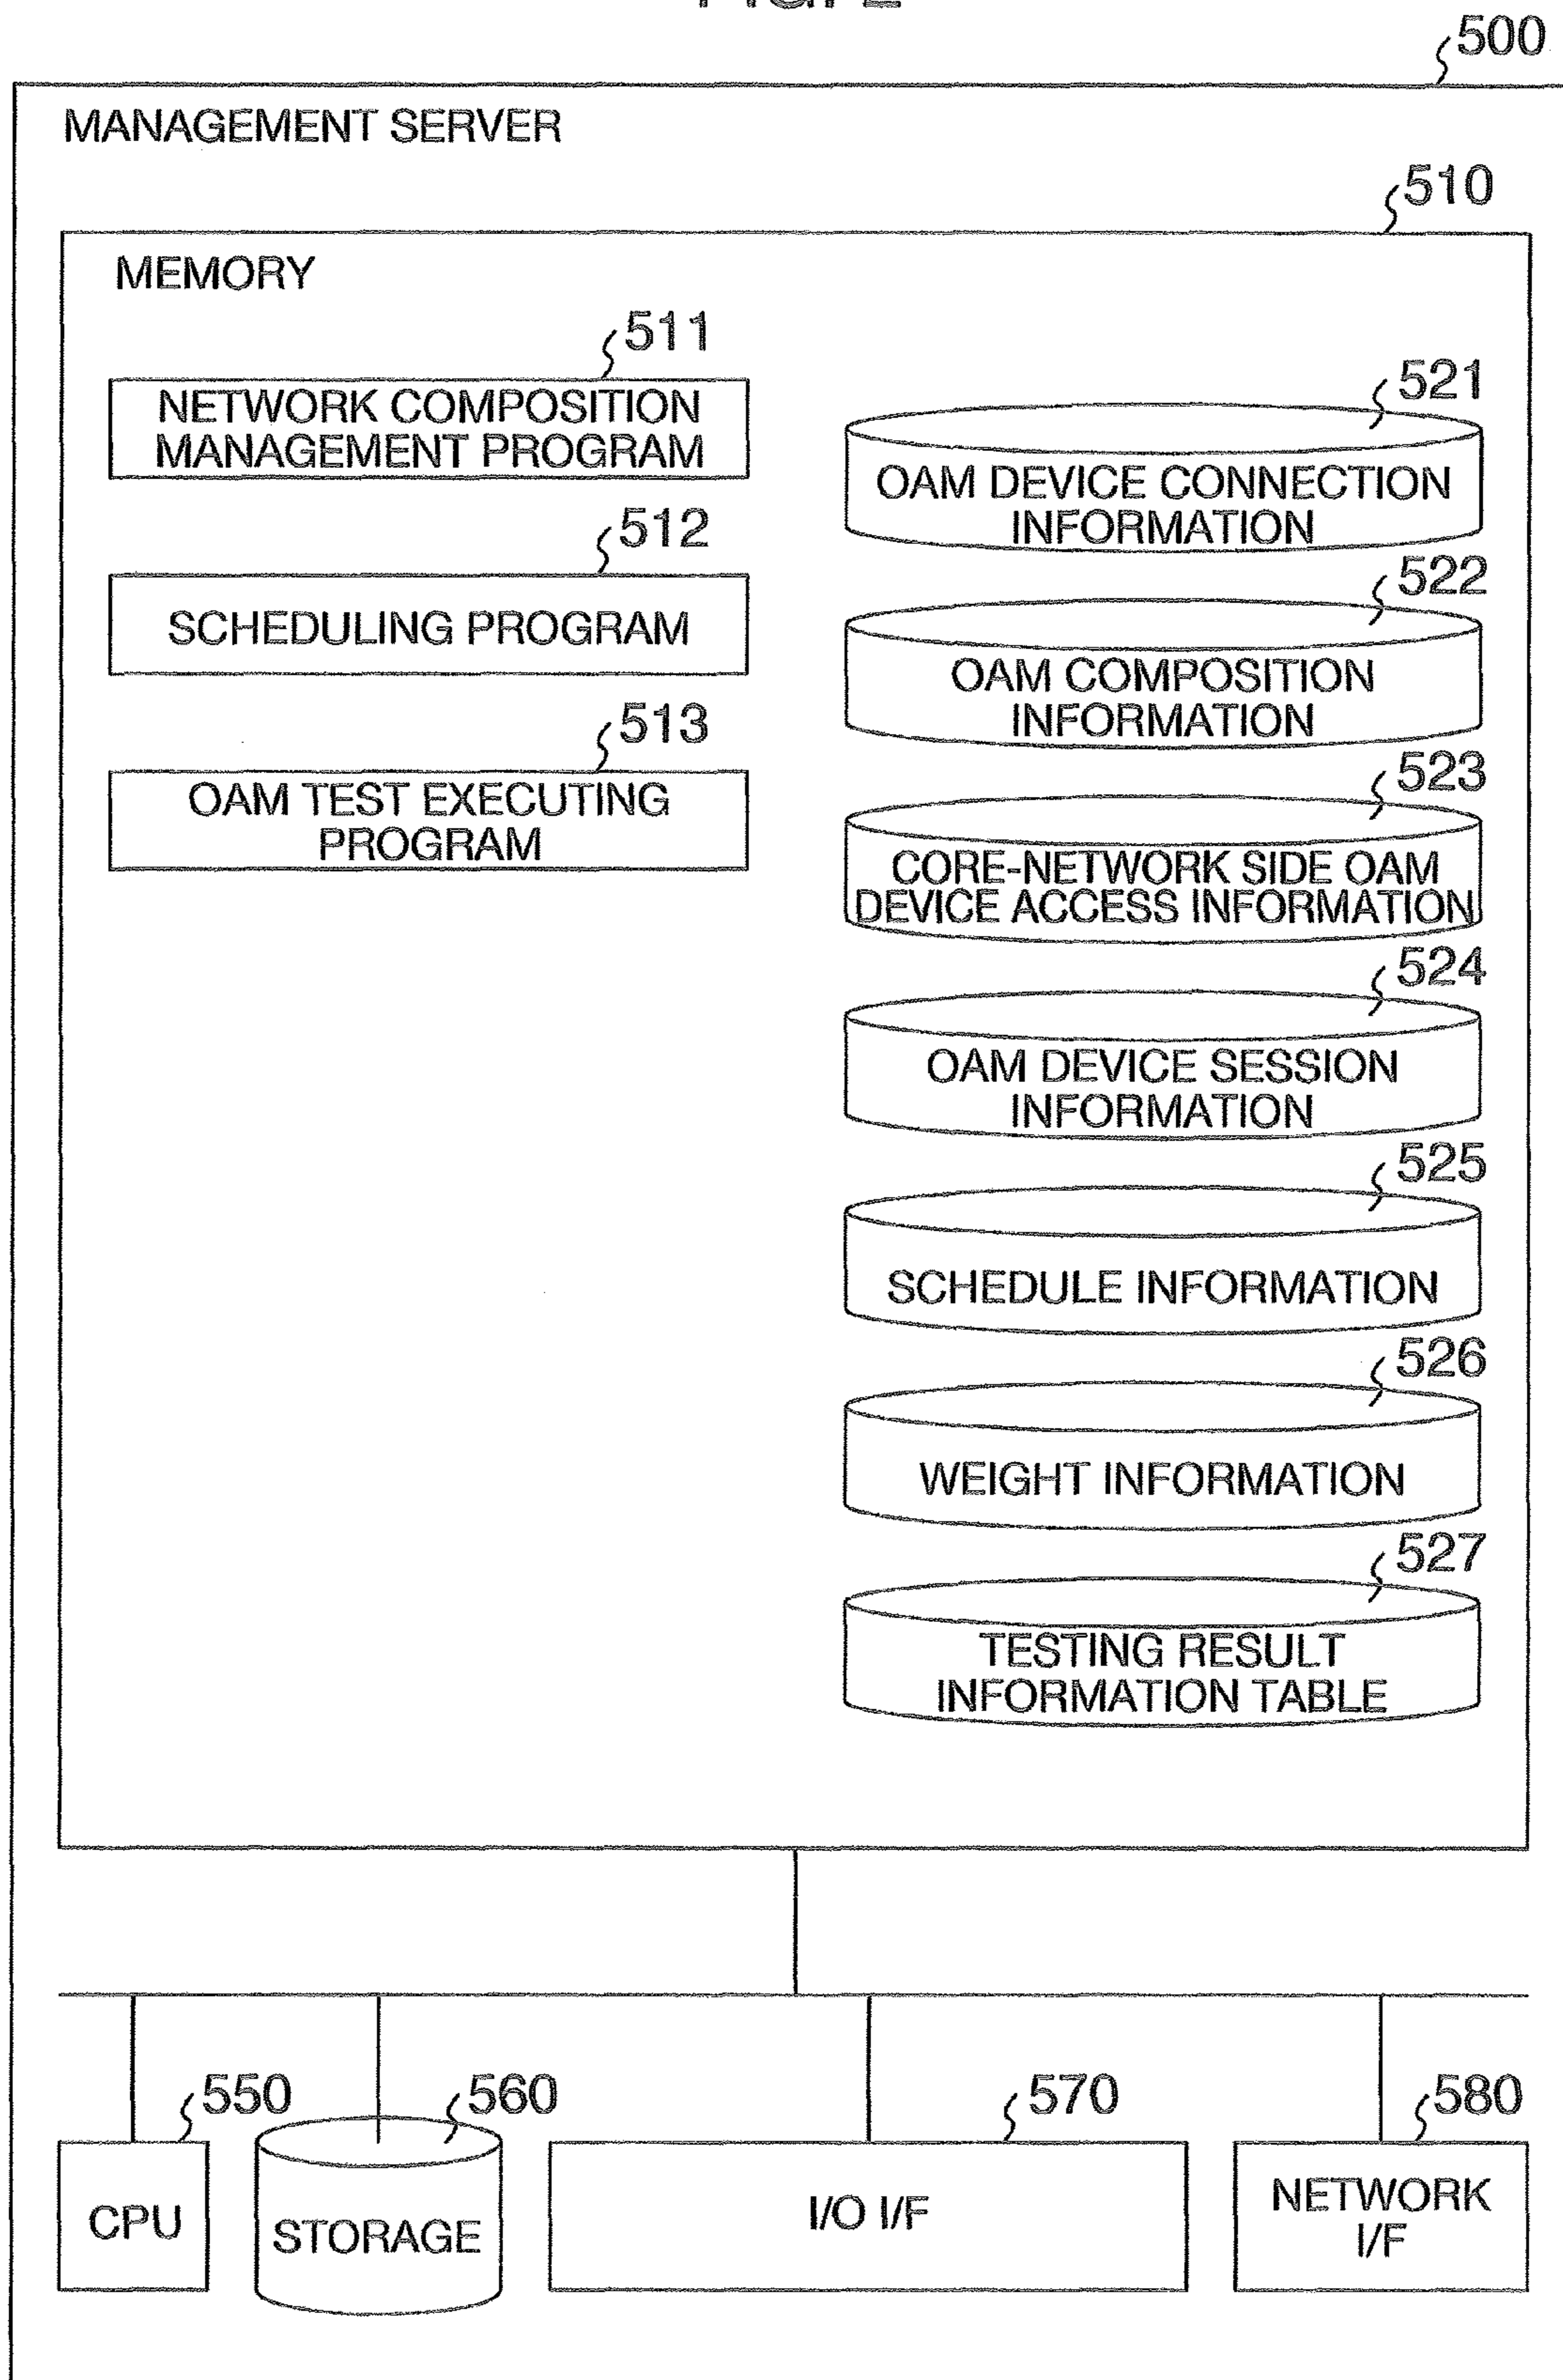 500
MANAGEMENT SERVER
510
MEMORY
511
NETWORK COMPOSITION
MANAGEMENT PROGRAM
512
SCHEDULING PROGRAM
513
OAM TEST EXECUTING
PROGRAM
521
OAM DEVICE CONNECTION
INFORMATION
522
OAM COMPOSITION
INFORMATION
523
CORE-NETWORK SIDE OAM
DEVICE ACCESS INFORMATION
524
OAM DEVICE SESSION
INFORMATION
525
SCHEDULE INFORMATION
526
WEIGHT INFORMATION
527
TESTING RESULT
INFORMATION TABLE
550
CPU
560
STORAGE
570
I/O I/F
580
NETWORK
I/F